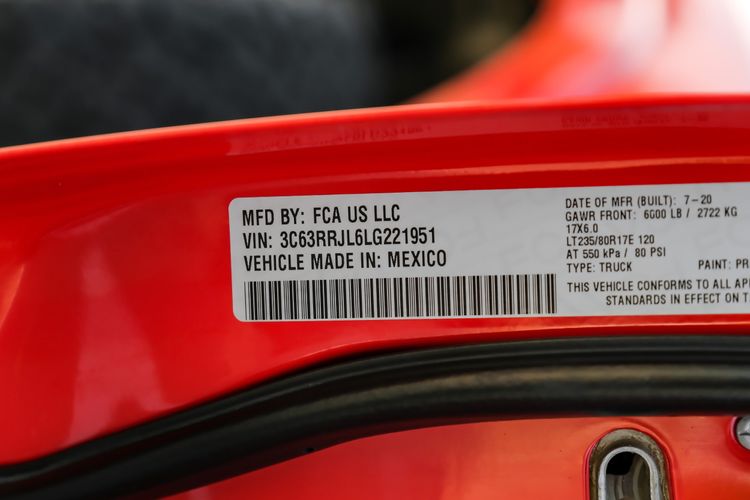 MFD BY: FCA US LLC
VIN: 3C63RRJL6LG221951
VEHICLE MADE IN: MEXICO
DATE OF MFR (BUILT): 7-20
GAWR FRONT: 6000 LB / 2722 KG
17X6.0
LT235/80R17E 120
AT 550 kPa / 80 PSI
TYPE: TRUCK PAINT: PR
THIS VEHICLE CONFORMS TO ALL AP
STANDARDS IN EFFECT ON T